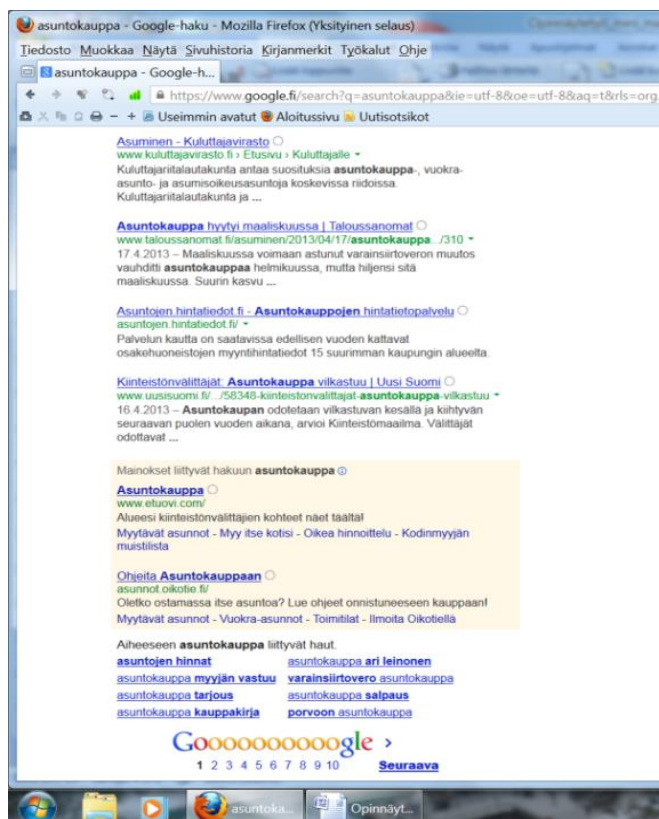 asuntokauppa - Google-haku - Mozilla Firefox (Yksityinen selaus)
Tiedosto Muokkaa Näytä Sivuhistoria Kirjanmerkit Työkalut Ohje
asuntokauppa - Google-h...
https://www.google.fi/search?q=asuntokauppa&ie=utf-8&oe=utf-8&aq=t&rls=org.
Useimmin avatut Aloitussivu Uutisotsikot
Asuminen - Kuluttajavirasto
www.kuluttajavirasto.fi › Etusivu › Kuluttajalle
Kuluttajariitalautakunta antaa suosituksia asuntokauppa-, vuokra-
asunto- ja asumisoikeusasuntoja koskevissa riidoissa.
Kuluttajariitalautakunta ja ...
Asuntokauppa hyytyi maaliskuussa | Taloussanomat
www.taloussanomat.fi/asuminen/2013/04/17/asuntokauppa.../310
17.4.2013 – Maaliskuussa voimaan astunut varainsiirtoveron muutos
vauhditti asuntokauppaa helmikuussa, mutta hiljensi sitä
maaliskuussa. Suurin kasvu ...
Asuntojen.hintatiedot.fi - Asuntokauppojen hintatietopalvelu
asuntojen.hintatiedot.fi/
Palvelun kautta on saatavissa edellisen vuoden kattavat
osakehuoneistojen myyntihintatiedot 15 suurimman kaupungin alueelta.
Kiinteistönvälittäjät: Asuntokauppa vilkastuu | Uusi Suomi
www.uusisuomi.fi/.../58348-kiinteistonvalittajat-asuntokauppa-vilkastuu
16.4.2013 – Asuntokaupan odotetaan vilkastuvan kesällä ja kiihtyvän
seuraavan puolen vuoden aikana, arvioi Kiinteistömaailma. Välittäjät
odottavat ...
Mainokset liittyvät hakuun asuntokauppa
Asuntokauppa
www.etuovi.com/
Alueesi kiinteistönvälittäjien kohteet näet täältä!
Myytävät asunnot - Myy itse kotisi - Oikea hinnoittelu - Kodinmyyjän
muistilista
Ohjeita Asuntokauppaan
asunnot.oikotie.fi/
Oletko ostamassa itse asuntoa? Lue ohjeet onnistuneeseen kauppaan!
Myytävät asunnot - Vuokra-asunnot - Toimitilat - Ilmoita Oikotiellä
Aiheeseen asuntokauppa liittyvät haut.
asuntojen hinnat asuntokauppa ari leinonen
asuntokauppa myyjän vastuu varainsiirtovero asuntokauppa
asuntokauppa tarjous asuntokauppa salpaus
asuntokauppa kauppakirja porvoon asuntokauppa
Goooooooooogle >
1 2 3 4 5 6 7 8 9 10 Seuraava
asuntoka... Opinnäyt...